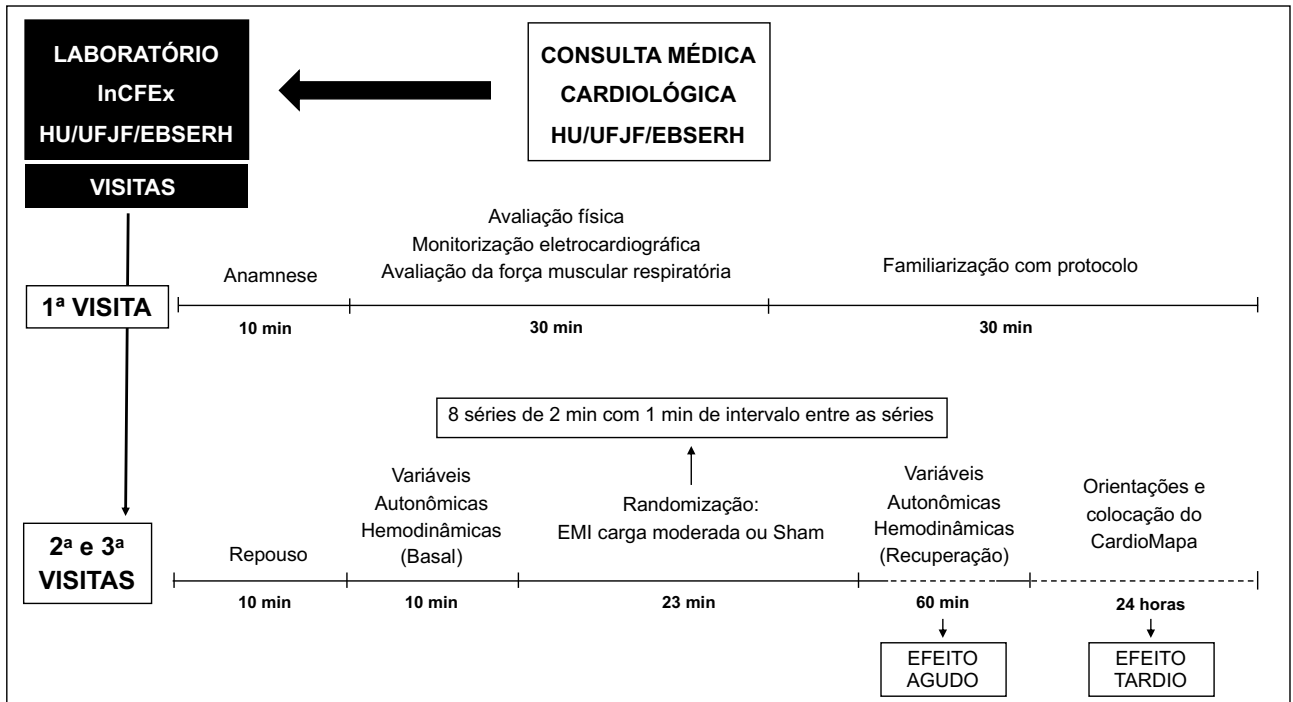 LABORATÓRIO
InCFEx
HU/UFJF/EBSERH
VISITAS
CONSULTA MÉDICA
CARDIOLÓGICA
HU/UFJF/EBSERH
1ª VISITA
Anamnese
10 min
Avaliação física
Monitorização eletrocardiográfica
Avaliação da força muscular respiratória
30 min
Familiarização com protocolo
30 min
8 séries de 2 min com 1 min de intervalo entre as séries
2ª e 3ª
VISITAS
Repouso
10 min
Variáveis
Autonômicas
Hemodinâmicas
(Basal)
10 min
Randomização:
EMI carga moderada ou Sham
23 min
Variáveis
Autonômicas
Hemodinâmicas
(Recuperação)
60 min
EFEITO
AGUDO
Orientações e
colocação do
CardioMapa
24 horas
EFEITO
TARDIO